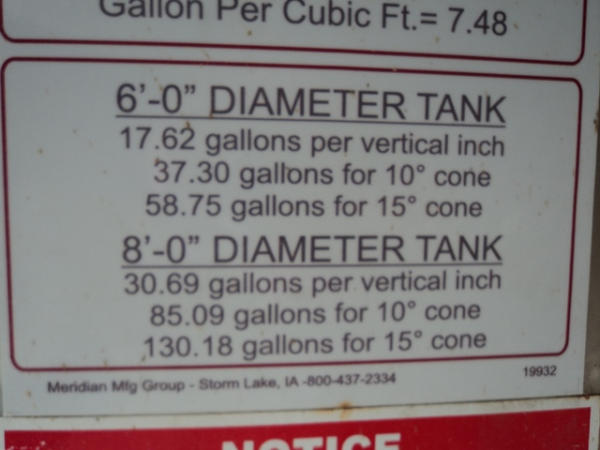 Gallon Per Cubic Ft.= 7.48
6'-0" DIAMETER TANK
17.62 gallons per vertical inch
37.30 gallons for 10° cone
58.75 gallons for 15° cone
8'-0" DIAMETER TANK
30.69 gallons per vertical inch
85.09 gallons for 10° cone
130.18 gallons for 15° cone
Meridian Mfg Group - Storm Lake, IA -800-437-2334
19932
NOTICE